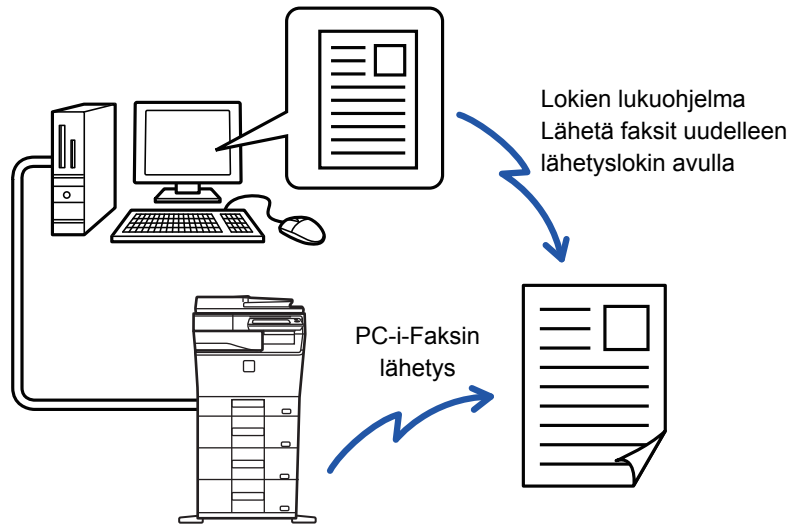 Lokien lukuohjelma
Lähetä faksit uudelleen
lähetyslokin avulla
PC-i-Faksin
lähetys